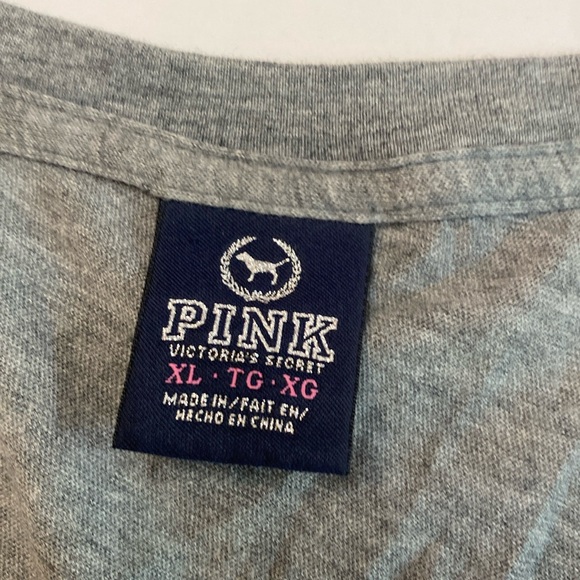 PINK
VICTORIA'S SECRET
XL · TG · XG
MADE IN/FAIT EN/
HECHO EN CHINA